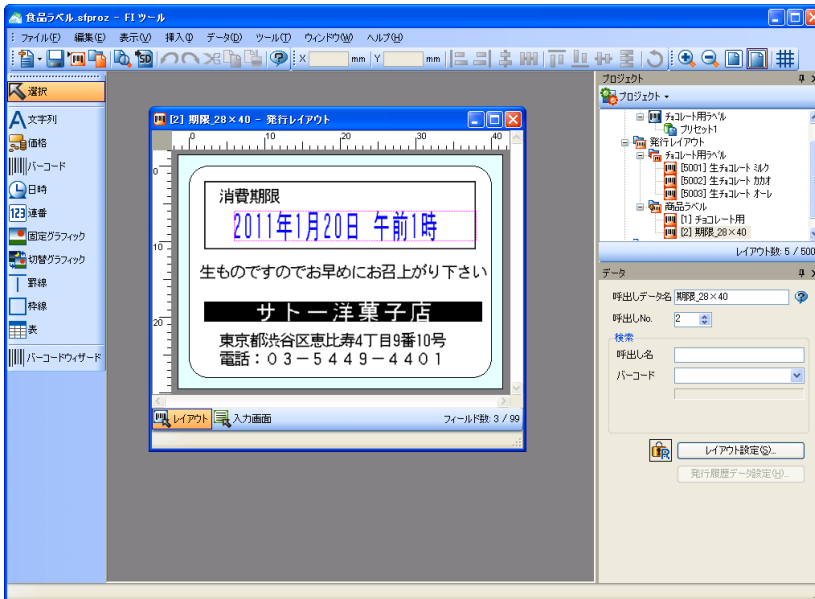 食品ラベル.sfproz - FI ツール
ファイル(F) 編集(E) 表示(V) 挿入(I) データ(D) ツール(T) ウィンドウ(W) ヘルプ(H)
X mm Y mm
選択
文字列
価格
バーコード
日時
連番
固定グラフィック
切替グラフィック
罫線
枠線
表
バーコードウィザード
[2] 期限_28×40 - 発行レイアウト
0 10 20 30 40
0
10
20
消費期限
2011年1月20日 午前1時
生ものですのでお早めにお召上がり下さい
サトー洋菓子店
東京都渋谷区恵比寿4丁目9番10号
電話：０３－５４４９－４４０１
レイアウト 入力画面 フィールド数: 3 / 99
プロジェクト
プロジェクト
チョコレート用ラベル
プリセット1
発行レイアウト
チョコレート用ラベル
[5001] 生チョコレート ミルク
[5002] 生チョコレート カカオ
[5003] 生チョコレート オーレ
商品ラベル
[1] チョコレート用
[2] 期限_28×40
レイアウト数: 5 / 500
データ
呼出しデータ名 期限_28×40
呼出しNo. 2
検索
呼出し名
バーコード
レイアウト設定(S)...
発行履歴データ設定(H)...